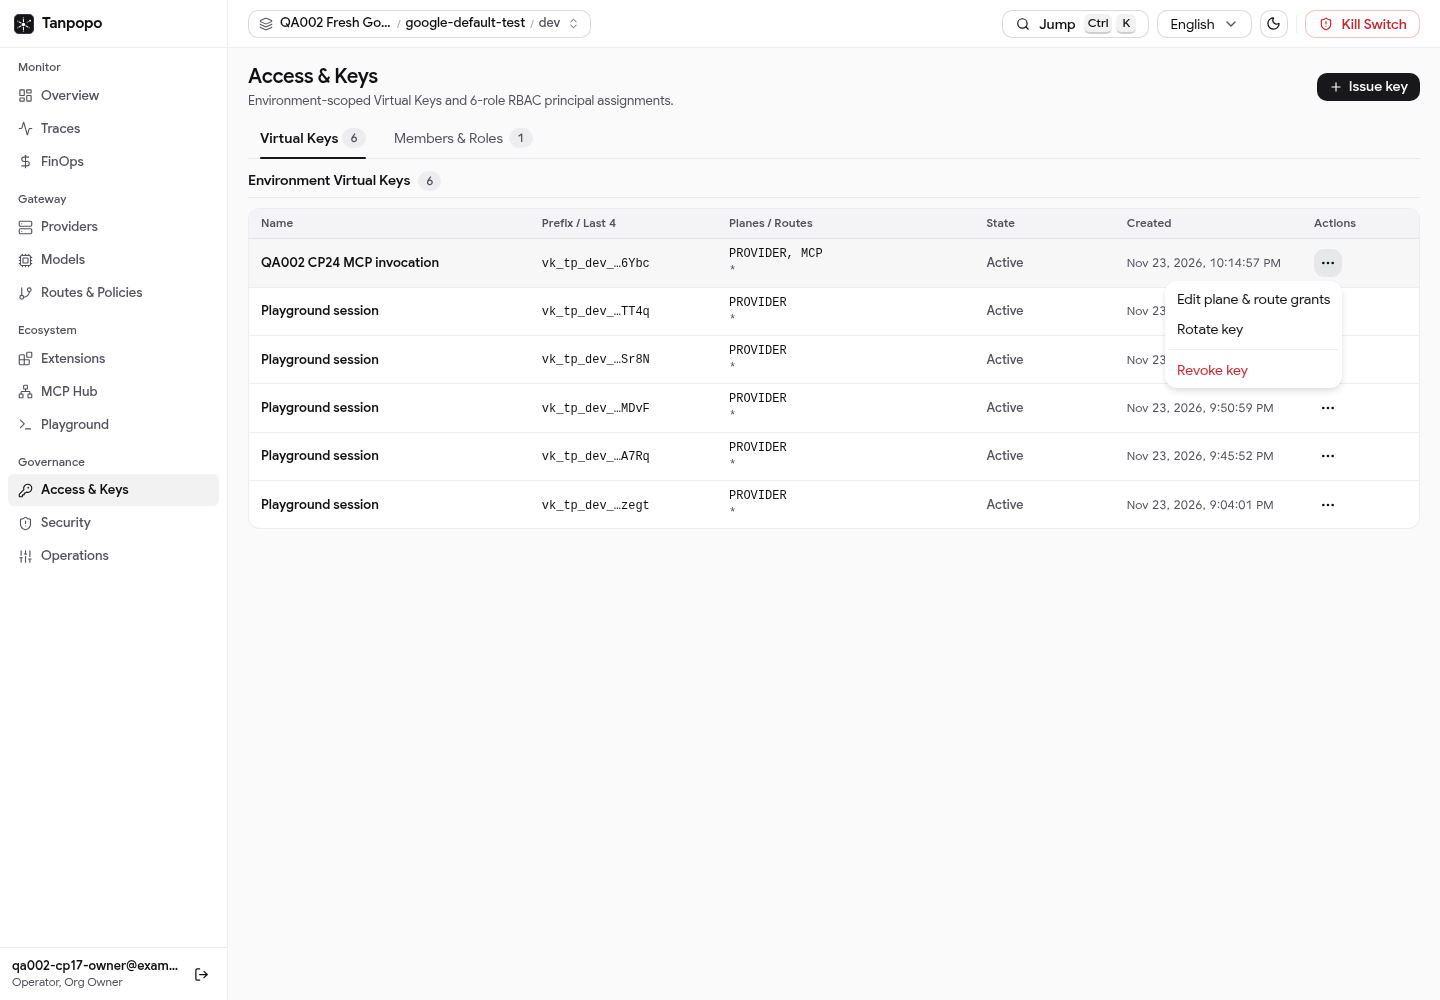 Tanpopo
QA002 Fresh Go... / google-default-test / dev
Jump Ctrl K
English
Kill Switch
Monitor
Overview
Traces
FinOps
Gateway
Providers
Models
Routes & Policies
Ecosystem
Extensions
MCP Hub
Playground
Governance
Access & Keys
Security
Operations
qa002-cp17-owner@exam...
Operator, Org Owner
Access & Keys
Environment-scoped Virtual Keys and 6-role RBAC principal assignments.
Issue key
Virtual Keys 6
Members & Roles 1
Environment Virtual Keys 6
Name Prefix / Last 4 Planes / Routes State Created Actions
QA002 CP24 MCP invocation vk_tp_dev_…6Ybc PROVIDER, MCP Active Nov 23, 2026, 10:14:57 PM
*
Playground session vk_tp_dev_…TT4q PROVIDER Active Nov 23
*
Playground session vk_tp_dev_…Sr8N PROVIDER Active Nov 23
*
Playground session vk_tp_dev_…MDvF PROVIDER Active Nov 23, 2026, 9:50:59 PM
*
Playground session vk_tp_dev_…A7Rq PROVIDER Active Nov 23, 2026, 9:45:52 PM
*
Playground session vk_tp_dev_…zegt PROVIDER Active Nov 23, 2026, 9:04:01 PM
*
Edit plane & route grants
Rotate key
Revoke key